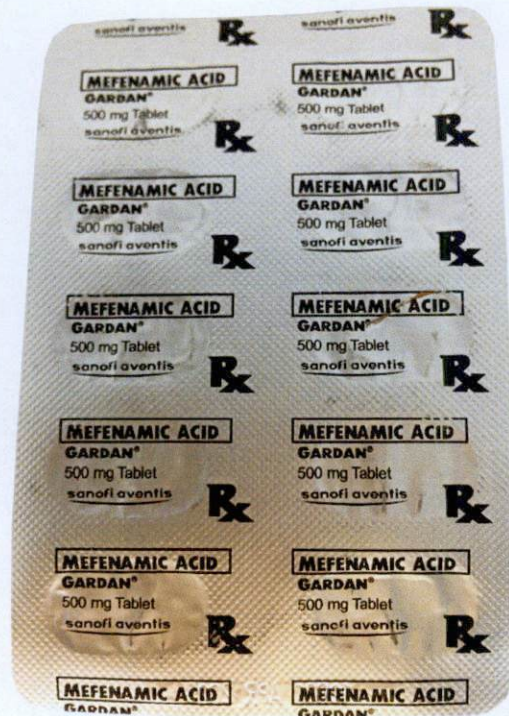 sanofi aventis Rx
sanofi aventis Rx
MEFENAMIC ACID
GARDAN®
500 mg Tablet
sanofi aventis Rx
MEFENAMIC ACID
GARDAN®
500 mg Tablet
sanofi aventis Rx
MEFENAMIC ACID
GARDAN®
500 mg Tablet
sanofi aventis Rx
MEFENAMIC ACID
GARDAN®
500 mg Tablet
sanofi aventis Rx
MEFENAMIC ACID
GARDAN®
500 mg Tablet
sanofi aventis Rx
MEFENAMIC ACID
GARDAN®
500 mg Tablet
sanofi aventis Rx
MEFENAMIC ACID
GARDAN®
500 mg Tablet
sanofi aventis Rx
MEFENAMIC ACID
GARDAN®
500 mg Tablet
sanofi aventis Rx
MEFENAMIC ACID
GARDAN®
500 mg Tablet
sanofi aventis Rx
MEFENAMIC ACID
GARDAN®
500 mg Tablet
sanofi aventis Rx
MEFENAMIC ACID
GARDAN®
MEFENAMIC ACID
GARDAN®